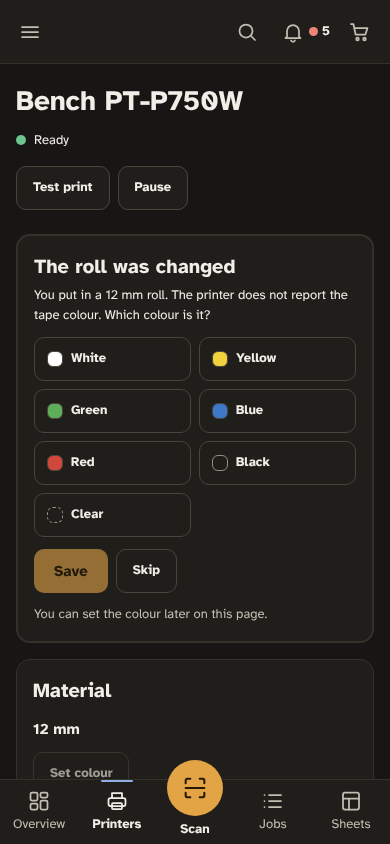 5
Bench PT-P750W
Ready
Test print
Pause
The roll was changed
You put in a 12 mm roll. The printer does not report the
tape colour. Which colour is it?
White
Yellow
Green
Blue
Red
Black
Clear
Save
Skip
You can set the colour later on this page.
Material
12 mm
Set colour
Overview
Printers
Scan
Jobs
Sheets